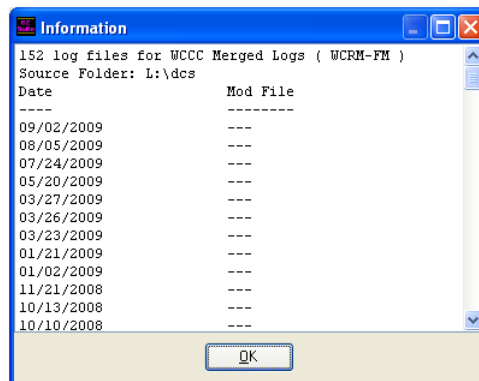 Information
152 log files for WCCC Merged Logs ( WCRM-FM )
Source Folder: L:\dcs
Date Mod File
---- --------
09/02/2009 ---
08/05/2009 ---
07/24/2009 ---
05/20/2009 ---
03/27/2009 ---
03/26/2009 ---
03/23/2009 ---
01/21/2009 ---
01/02/2009 ---
11/21/2008 ---
10/13/2008 ---
10/10/2008 ---
OK